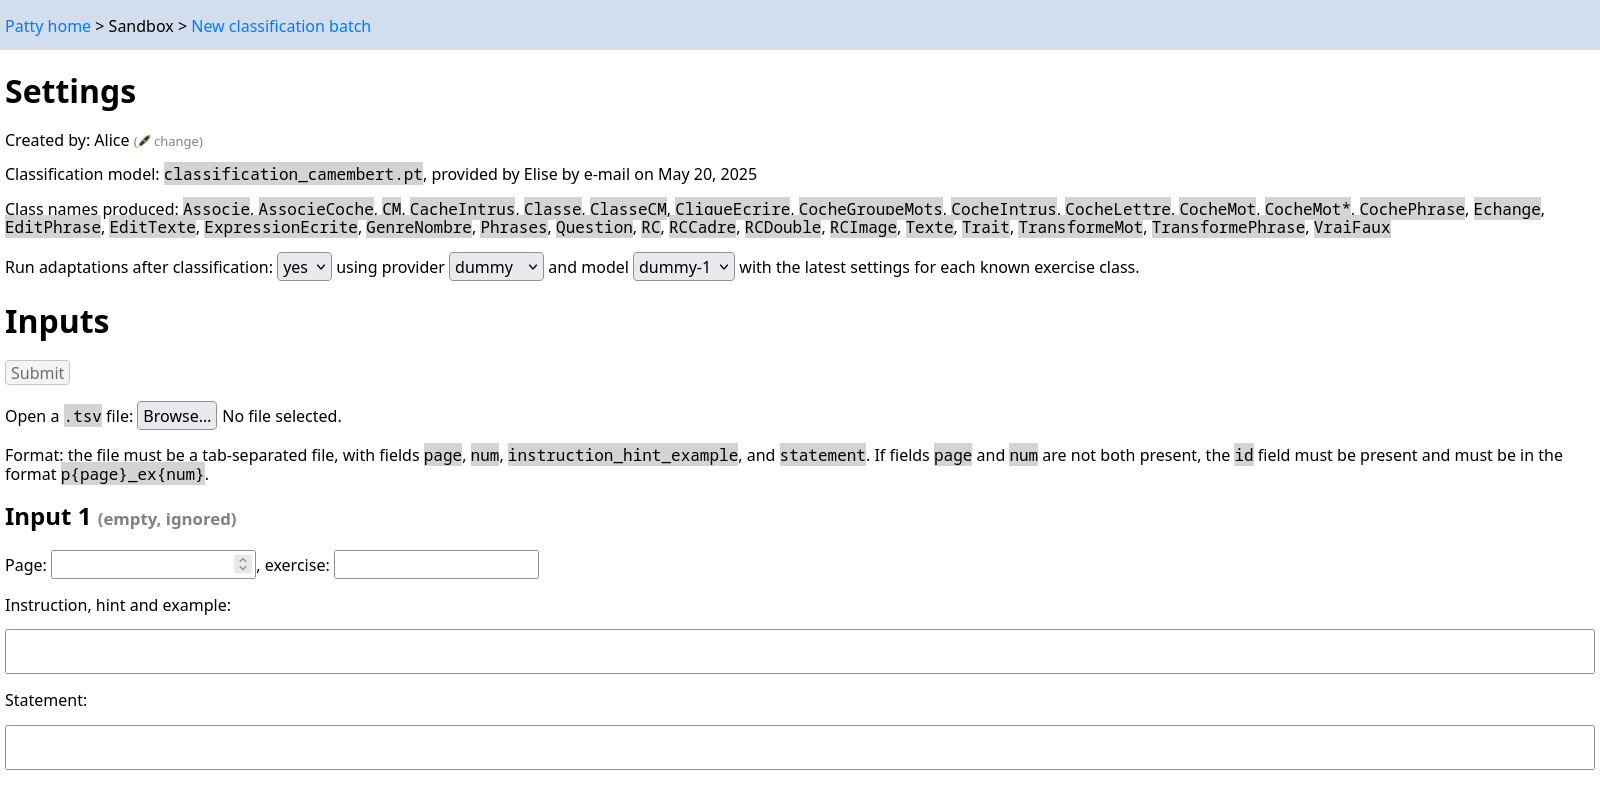 Patty home > Sandbox > New classification batch
Settings
Created by: Alice (🖋 change)
Classification model: classification_camembert.pt, provided by Elise by e-mail on May 20, 2025
Class names produced: Associe, AssocieCoche, CM, CacheIntrus, Classe, ClasseCM, CliqueEcrire, CocheGroupeMots, CocheIntrus, CocheLettre, CocheMot, CocheMot*, CochePhrase, Echange,
EditPhrase, EditTexte, ExpressionEcrite, GenreNombre, Phrases, Question, RC, RCCadre, RCDouble, RCImage, Texte, Trait, TransformeMot, TransformePhrase, VraiFaux
Run adaptations after classification: yes using provider dummy and model dummy-1 with the latest settings for each known exercise class.
Inputs
Submit
Open a .tsv file: Browse... No file selected.
Format: the file must be a tab-separated file, with fields page, num, instruction_hint_example, and statement. If fields page and num are not both present, the id field must be present and must be in the
format p{page}_ex{num}.
Input 1 (empty, ignored)
Page: , exercise:
Instruction, hint and example:
Statement: